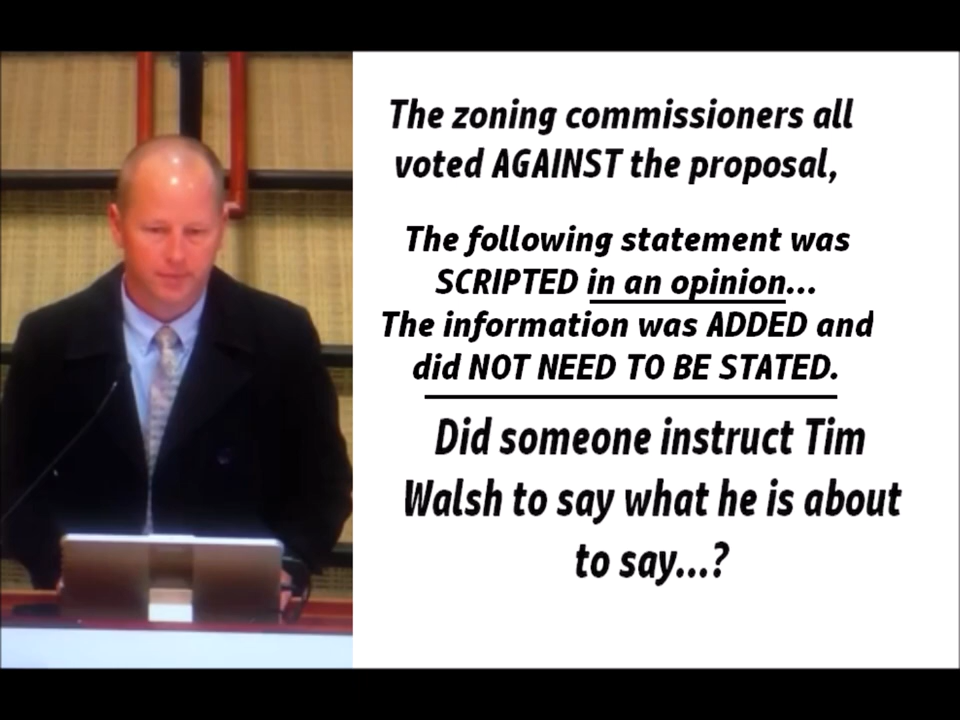 The zoning commissioners all
voted AGAINST the proposal,
The following statement was
SCRIPTED in an opinion...
The information was ADDED and
did NOT NEED TO BE STATED.
Did someone instruct Tim
Walsh to say what he is about
to say...?